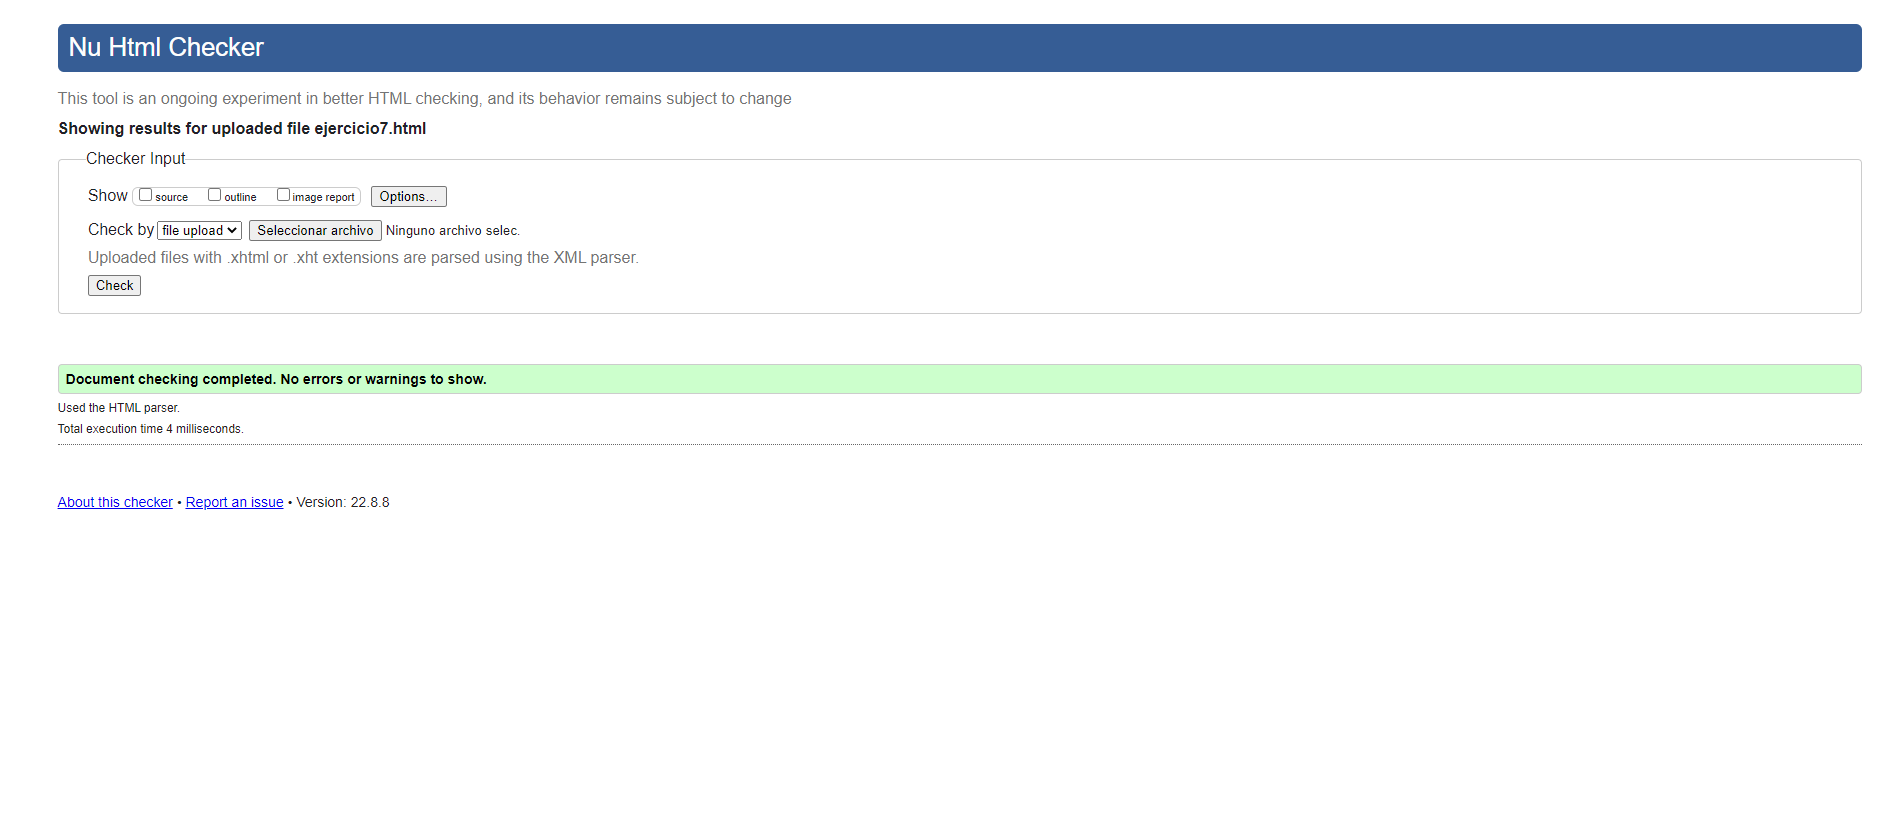 Nu Html Checker
This tool is an ongoing experiment in better HTML checking, and its behavior remains subject to change
Showing results for uploaded file ejercicio7.html
Checker Input
Show source outline image report Options...
Check by file upload Seleccionar archivo Ninguno archivo selec.
Uploaded files with .xhtml or .xht extensions are parsed using the XML parser.
Check
Document checking completed. No errors or warnings to show.
Used the HTML parser.
Total execution time 4 milliseconds.
About this checker • Report an issue • Version: 22.8.8